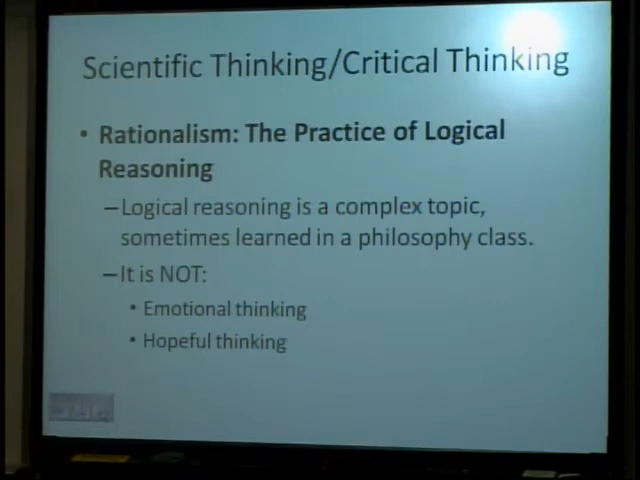 Scientific Thinking/Critical Thinking
• Rationalism: The Practice of Logical
Reasoning
–Logical reasoning is a complex topic,
sometimes learned in a philosophy class.
–It is NOT:
• Emotional thinking
• Hopeful thinking